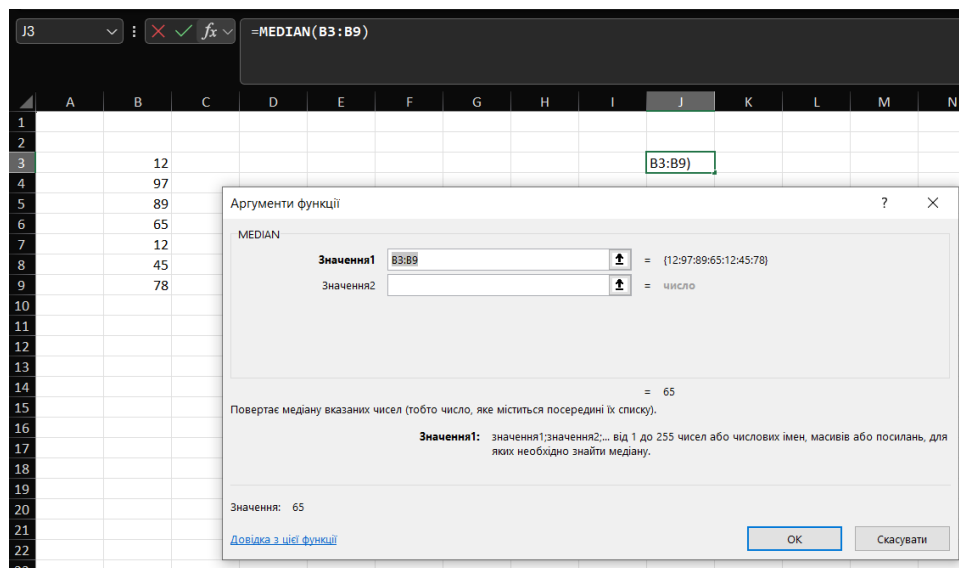 J3 fx =MEDIAN(B3:B9)
A B C D E F G H I J K L M N
1
2
3 12 B3:B9)
4 97
5 89
6 65
7 12
8 45
9 78
10
11
12
13
14
15
16
17
18
19
20
21
22
23
Аргументи функції ?
MEDIAN
Значення1 B3:B9 = {12:97:89:65:12:45:78}
Значення2 = число
= 65
Повертає медіану вказаних чисел (тобто число, яке міститься посередині їх списку).
Значення1: значення1;значення2;... від 1 до 255 чисел або числових імен, масивів або посилань, для
яких необхідно знайти медіану.
Значення: 65
Довідка з цієї функції OK Скасувати